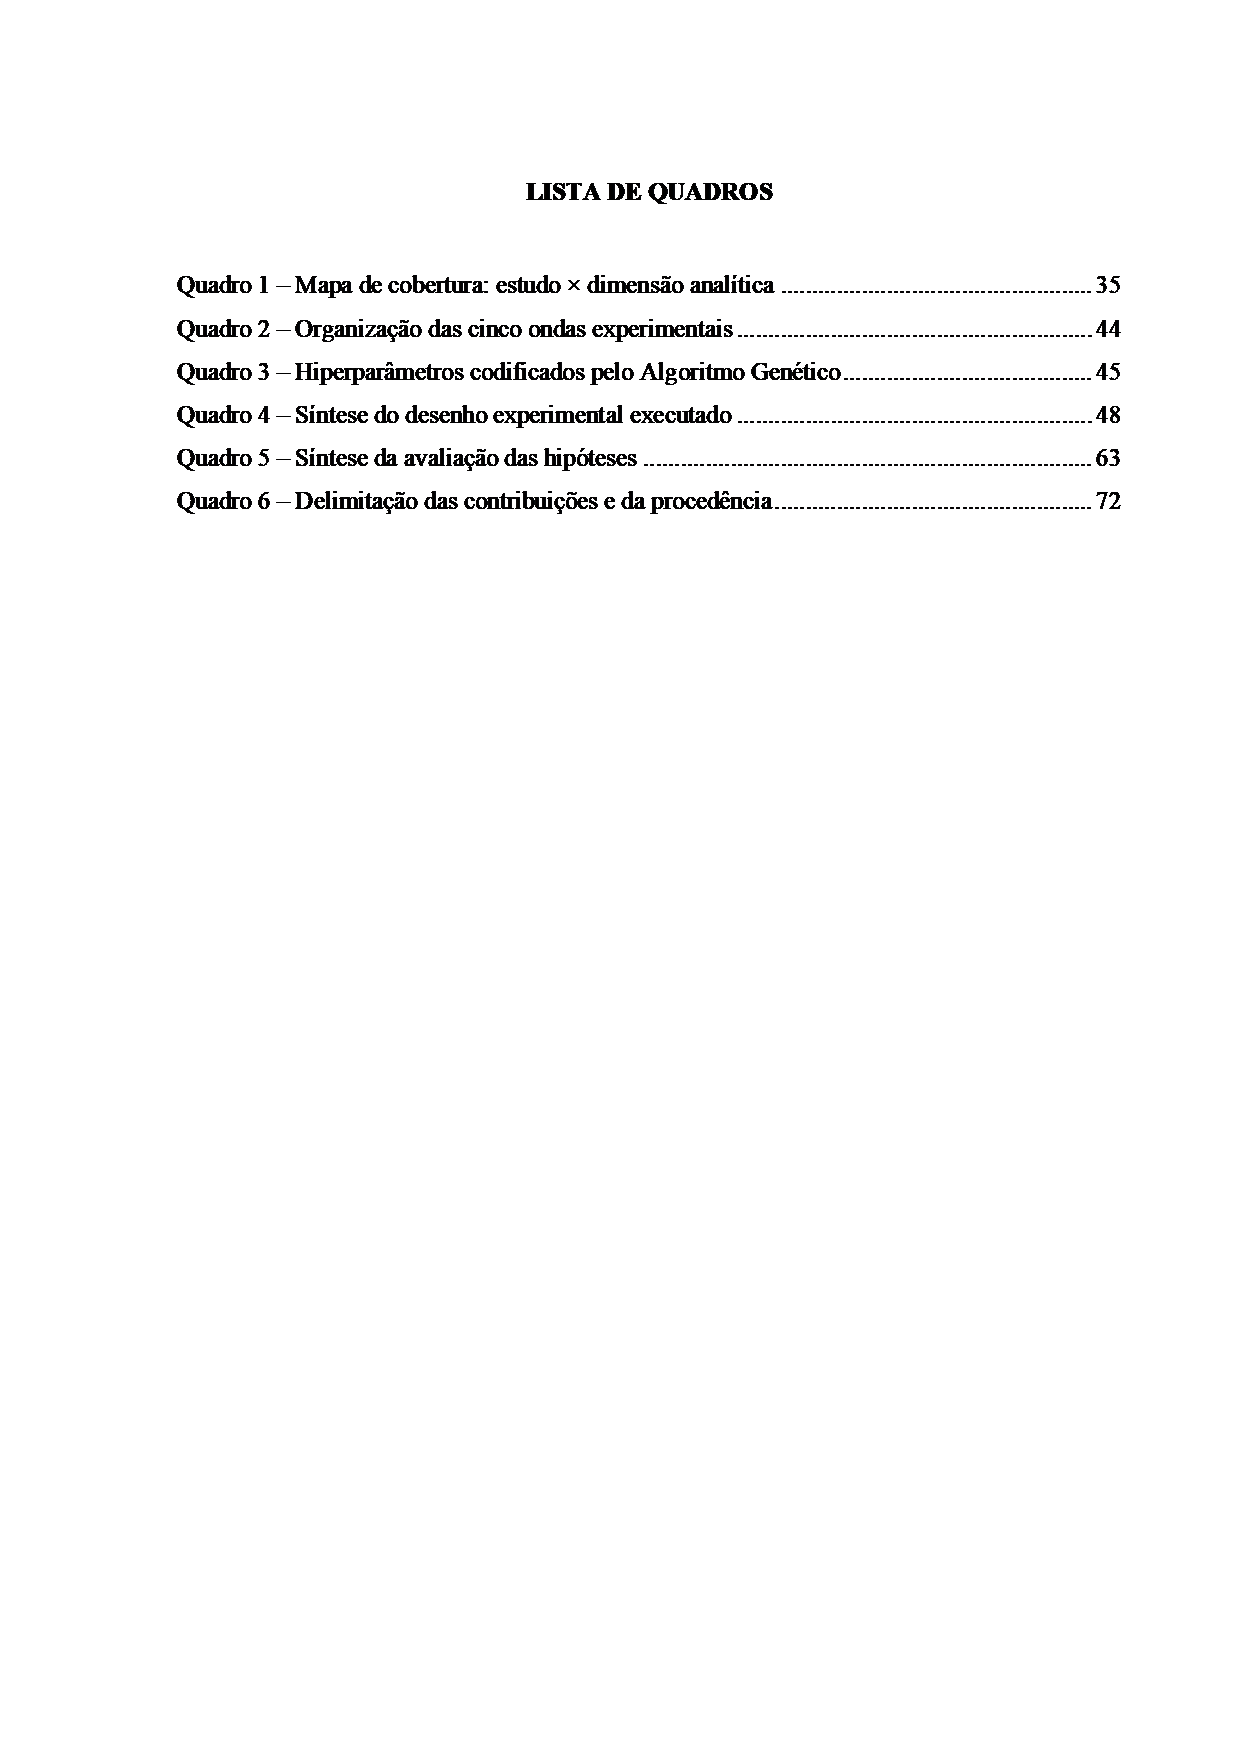 LISTA DE QUADROS
Quadro 1 – Mapa de cobertura: estudo × dimensão analítica .................................................. 35
Quadro 2 – Organização das cinco ondas experimentais ......................................................... 44
Quadro 3 – Hiperparâmetros codificados pelo Algoritmo Genético ........................................ 45
Quadro 4 – Síntese do desenho experimental executado ......................................................... 48
Quadro 5 – Síntese da avaliação das hipóteses ........................................................................ 63
Quadro 6 – Delimitação das contribuições e da procedência ................................................... 72